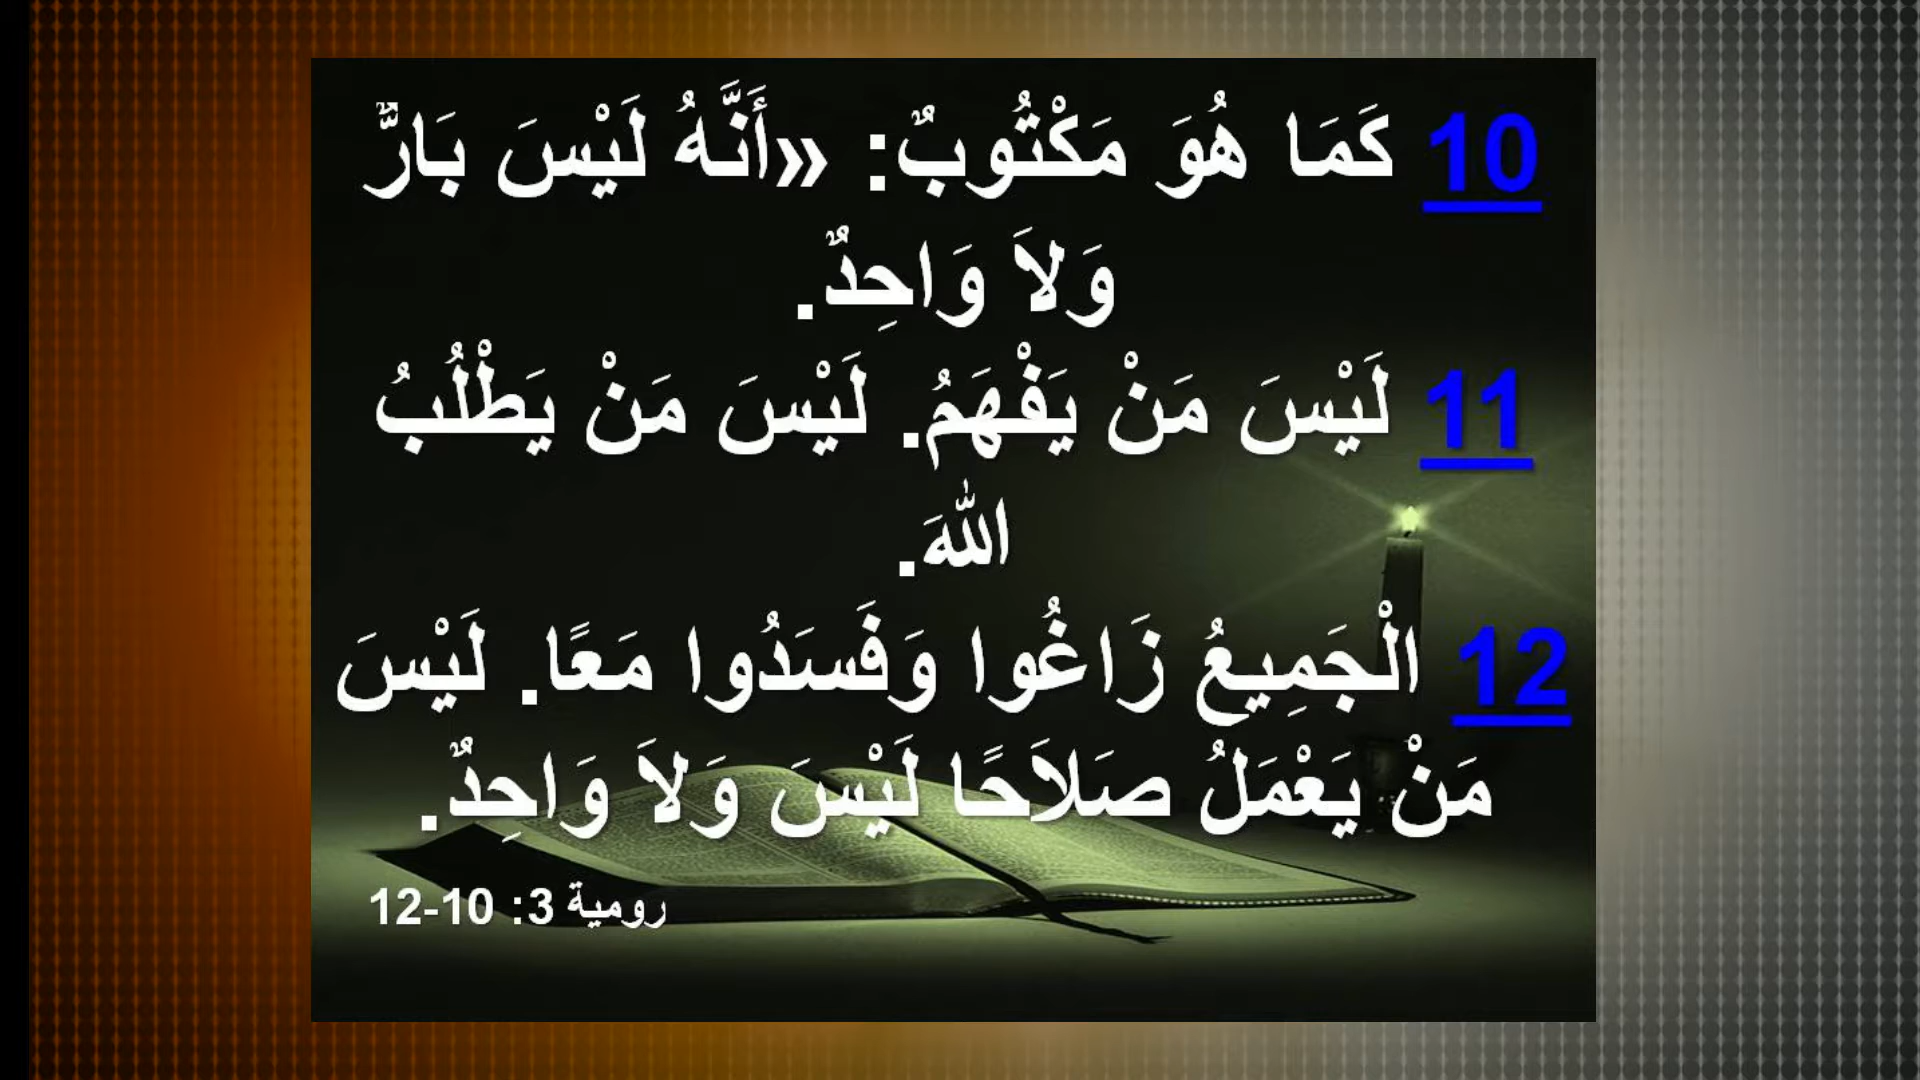 10 كَمَا هُوَ مَكْتُوبٌ: «أَنَّهُ لَيْسَ بَارٌّ
وَلاَ وَاحِدٌ.
11 لَيْسَ مَنْ يَفْهَمُ. لَيْسَ مَنْ يَطْلُبُ
اللهَ.
12 الْجَمِيعُ زَاغُوا وَفَسَدُوا مَعًا. لَيْسَ
مَنْ يَعْمَلُ صَلاَحًا لَيْسَ وَلاَ وَاحِدٌ.
رومية 3: 10-12